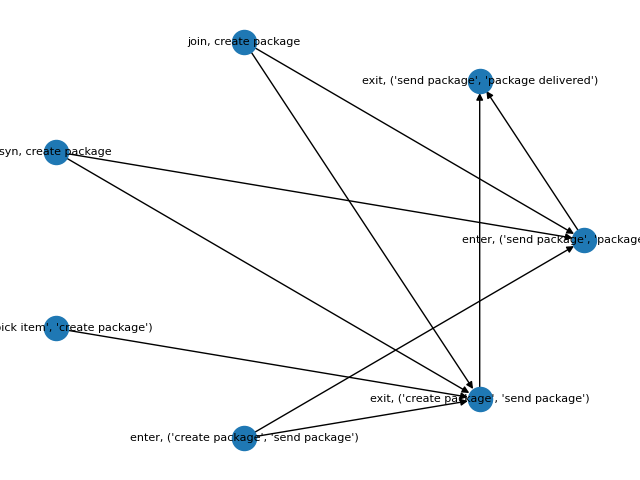 join, create package
exit, ('send package', 'package delivered')
syn, create package
enter, ('send package', 'package
pick item', 'create package')
exit, ('create package', 'send package')
enter, ('create package', 'send package')